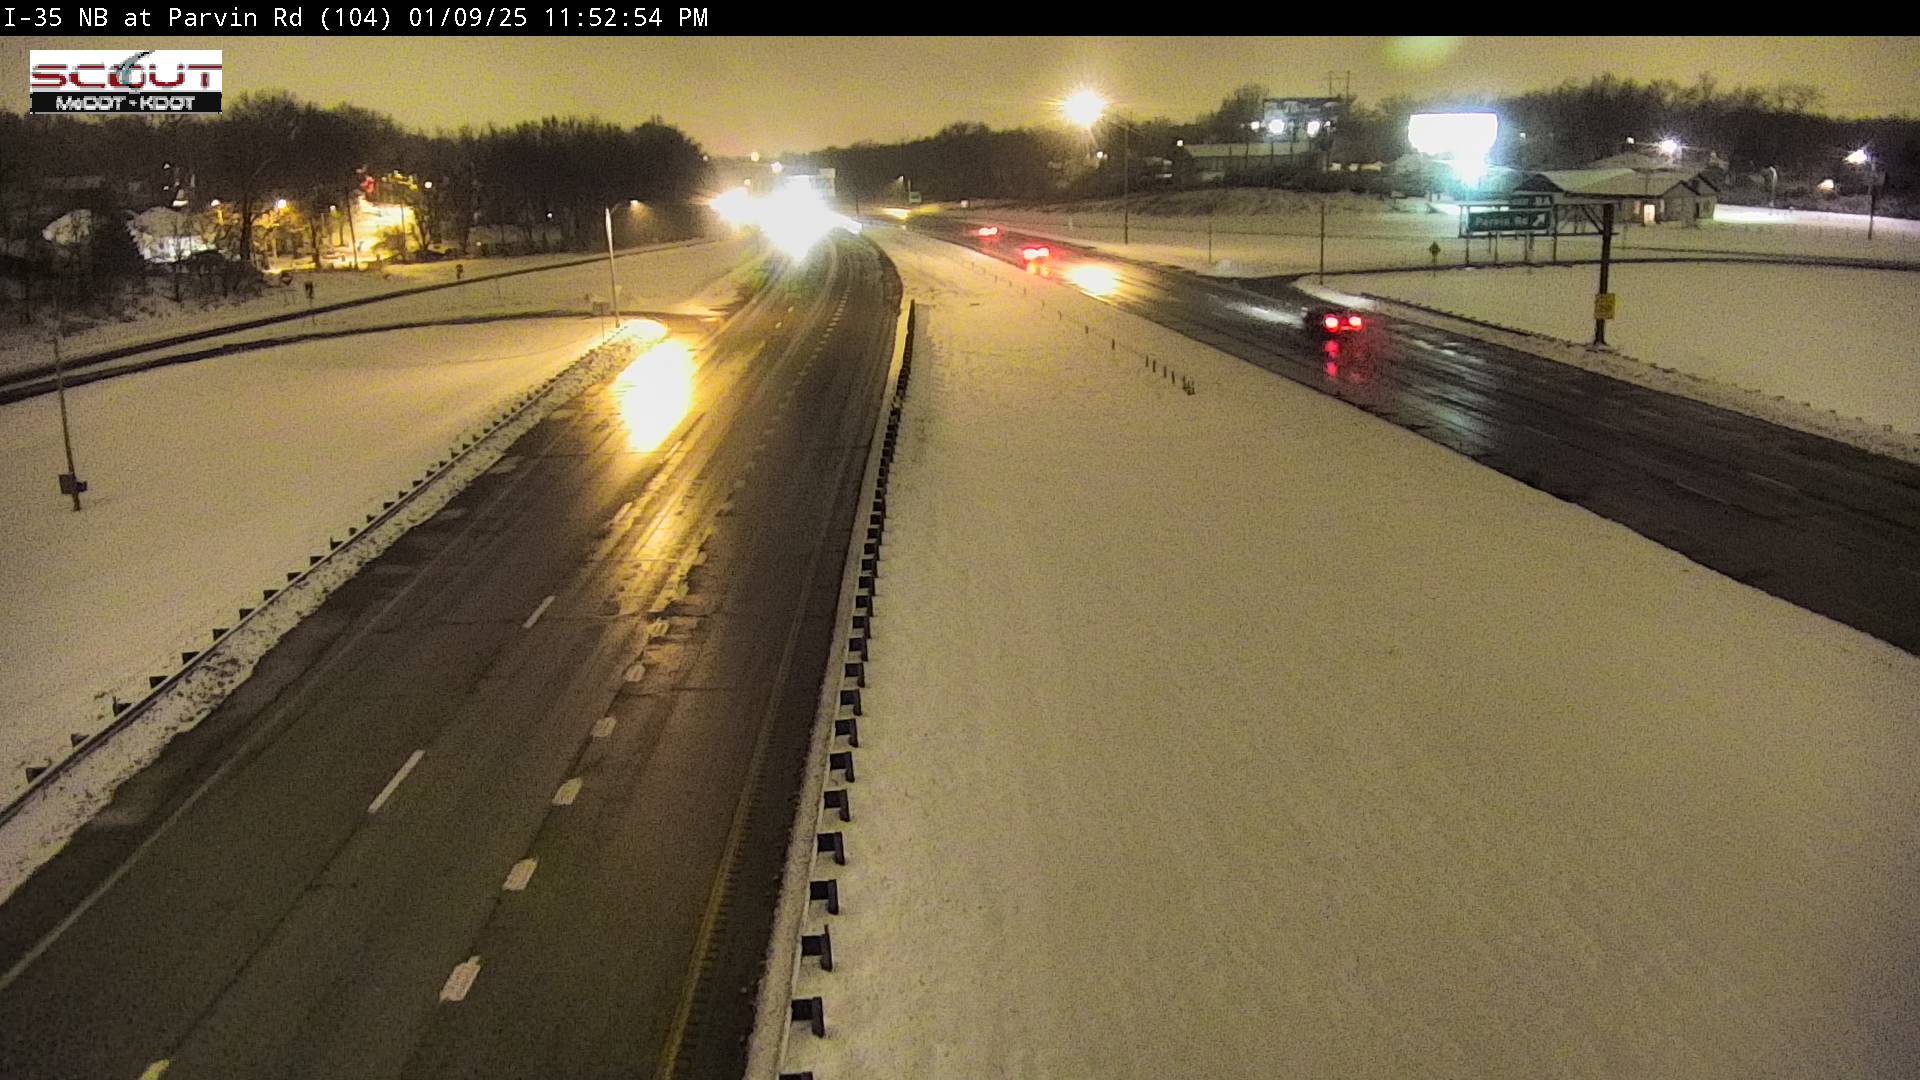 I-35 NB at Parvin Rd (104) 01/09/25 11:52:54 PM
SCOUT
MoDOT - KDOT
Parvin Rd